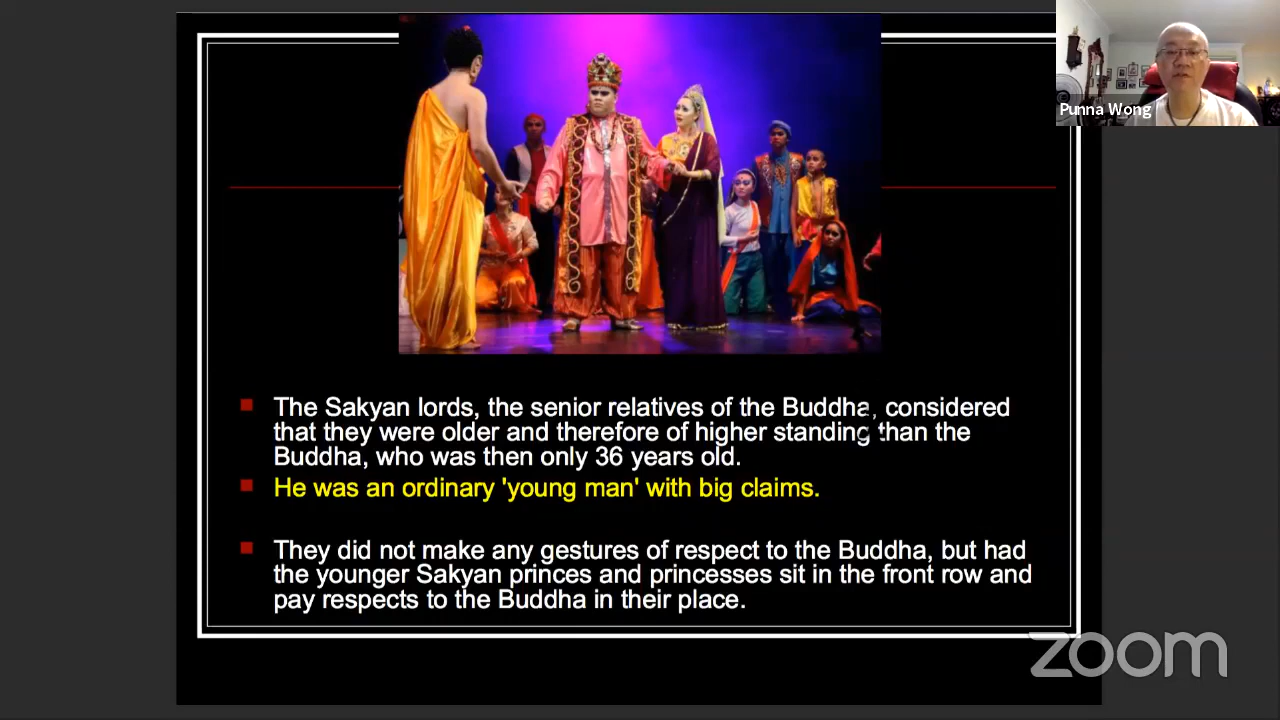 Punna Wong
The Sakyan lords, the senior relatives of the Buddha, considered
that they were older and therefore of higher standing than the
Buddha, who was then only 36 years old.
He was an ordinary 'young man' with big claims.
They did not make any gestures of respect to the Buddha, but had
the younger Sakyan princes and princesses sit in the front row and
pay respects to the Buddha in their place.
zoom